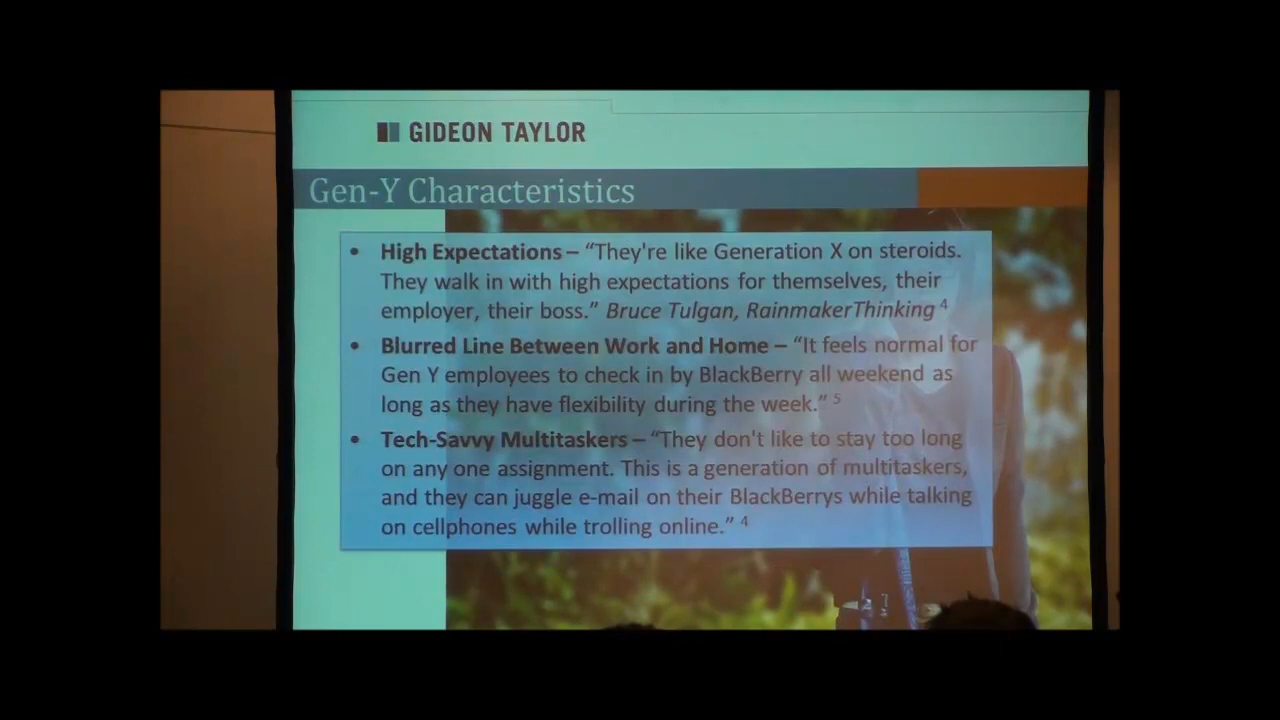 GIDEON TAYLOR
Gen-Y Characteristics
• High Expectations – “They're like Generation X on steroids.
They walk in with high expectations for themselves, their
employer, their boss.” Bruce Tulgan, RainmakerThinking 4
• Blurred Line Between Work and Home – “It feels normal for
Gen Y employees to check in by BlackBerry all weekend as
long as they have flexibility during the week.” 5
• Tech-Savvy Multitaskers – “They don't like to stay too long
on any one assignment. This is a generation of multitaskers,
and they can juggle e-mail on their BlackBerrys while talking
on cellphones while trolling online.” 4